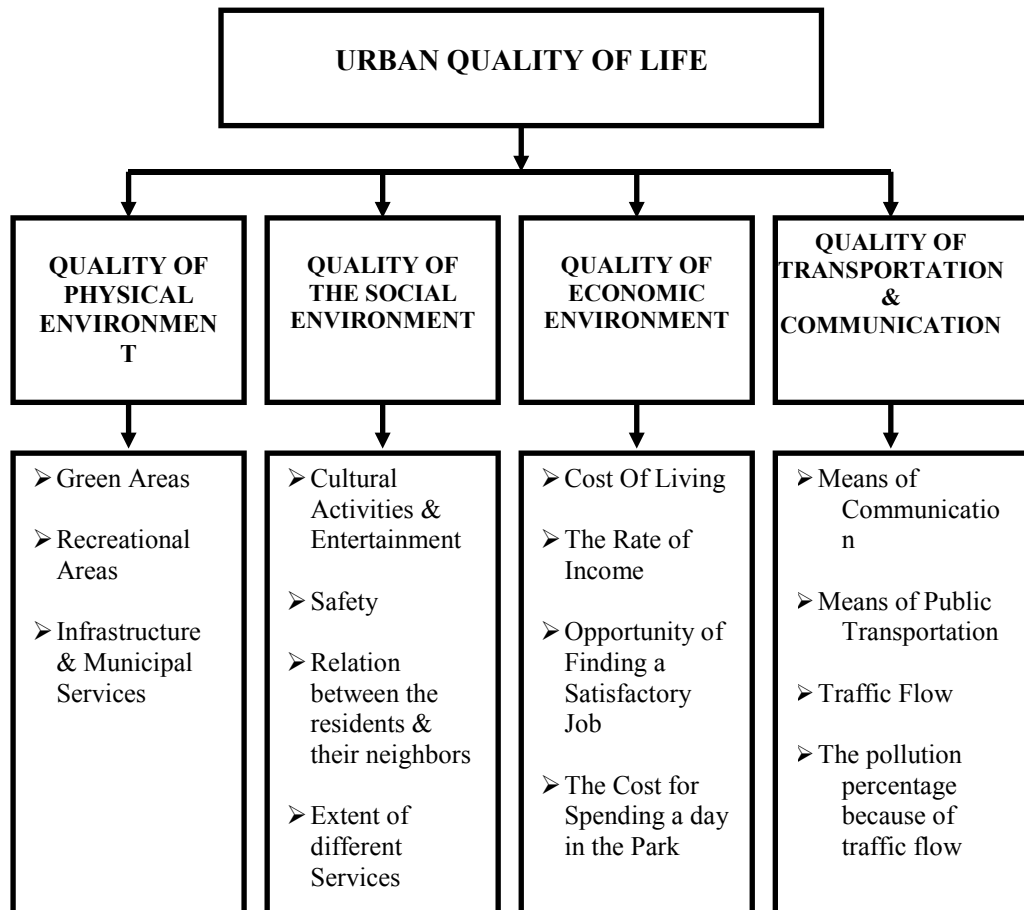 URBAN QUALITY OF LIFE
QUALITY OF
PHYSICAL
ENVIRONMEN
T
QUALITY OF
THE SOCIAL
ENVIRONMENT
QUALITY OF
ECONOMIC
ENVIRONMENT
QUALITY OF
TRANSPORTATION
&
COMMUNICATION
➢ Green Areas
➢ Recreational
Areas
➢ Infrastructure
& Municipal
Services
➢ Cultural
Activities &
Entertainment
➢ Safety
➢ Relation
between the
residents &
their neighbors
➢ Extent of
different
Services
➢ Cost Of Living
➢ The Rate of
Income
➢ Opportunity of
Finding a
Satisfactory
Job
➢ The Cost for
Spending a day
in the Park
➢ Means of
Communicatio
n
➢ Means of Public
Transportation
➢ Traffic Flow
➢ The pollution
percentage
because of
traffic flow